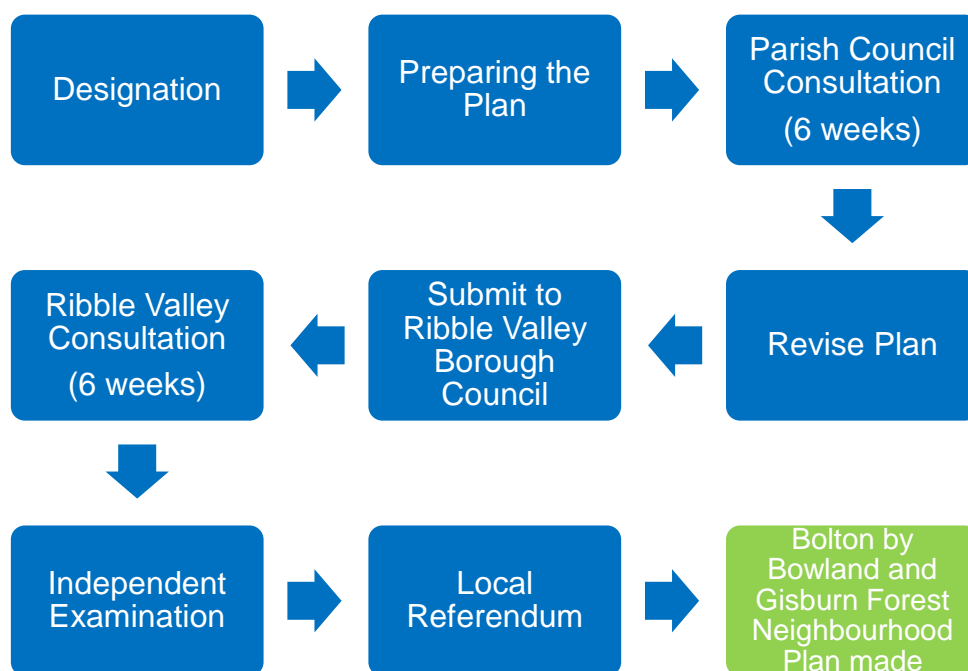 Designation
Preparing the
Plan
Parish Council
Consultation
(6 weeks)
Revise Plan
Submit to
Ribble Valley
Borough
Council
Ribble Valley
Consultation
(6 weeks)
Independent
Examination
Local
Referendum
Bolton by
Bowland and
Gisburn Forest
Neighbourhood
Plan made